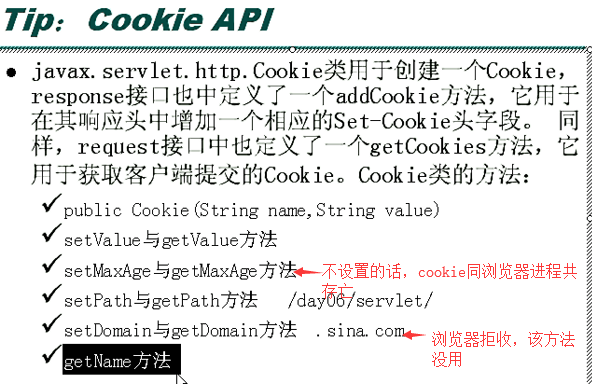 Tip: Cookie API
javax.servlet.http.Cookie类用于创建一个Cookie，
response接口也中定义了一个addCookie方法，它用于
在其响应头中增加一个相应的Set-Cookie头字段。 同
样，request接口中也定义了一个getCookies方法，它
用于获取客户端提交的Cookie。Cookie类的方法：
public Cookie(String name,String value)
setValue与getValue方法
setMaxAge与getMaxAge方法
不设置的话，cookie同浏览器进程共
存亡
setPath与getPath方法 /day06/servlet/
setDomain与getDomain方法 .sina.com
浏览器拒收，该方法
没用
getName方法